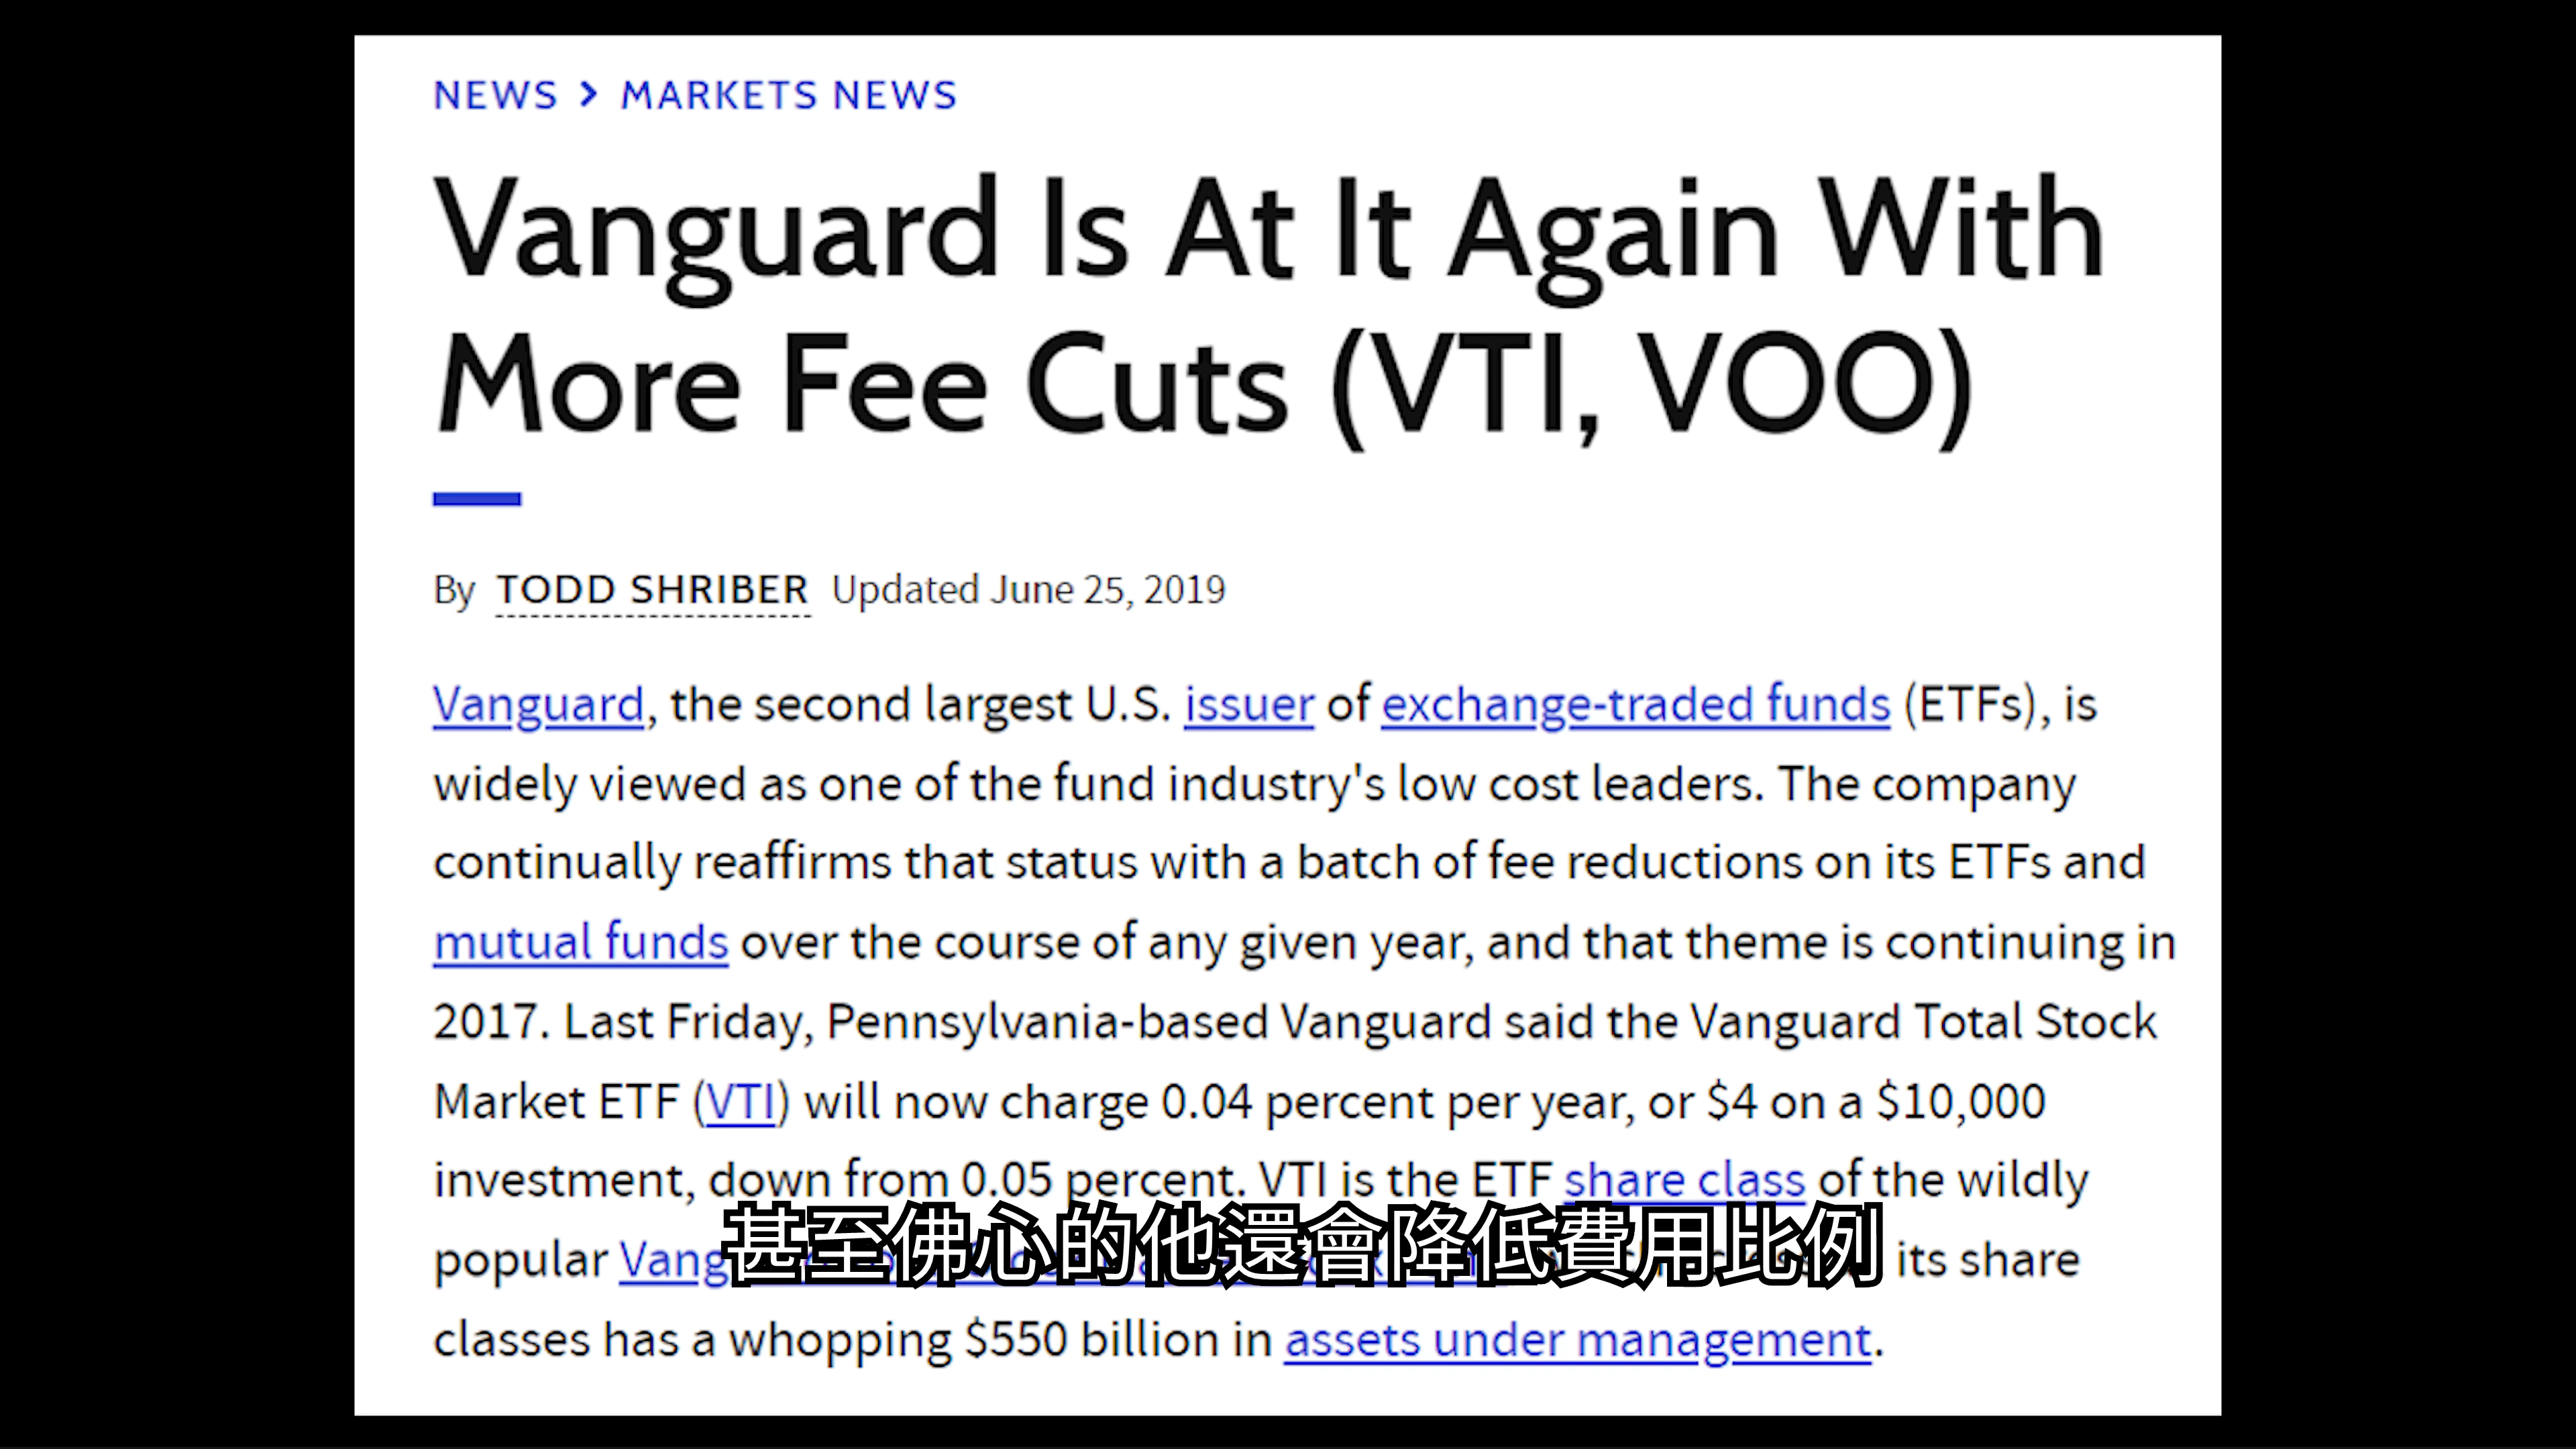 NEWS > MARKETS NEWS
Vanguard Is At It Again With
More Fee Cuts (VTI, VOO)
By TODD SHRIBER Updated June 25, 2019
Vanguard, the second largest U.S. issuer of exchange-traded funds (ETFs), is
widely viewed as one of the fund industry's low cost leaders. The company
continually reaffirms that status with a batch of fee reductions on its ETFs and
mutual funds over the course of any given year, and that theme is continuing in
2017. Last Friday, Pennsylvania-based Vanguard said the Vanguard Total Stock
Market ETF (VTI) will now charge 0.04 percent per year, or $4 on a $10,000
investment, down from 0.05 percent. VTI is the ETF share class of the wildly
popular its share
甚至佛心的他還會降低費用比例
classes has a whopping $550 billion in assets under management.